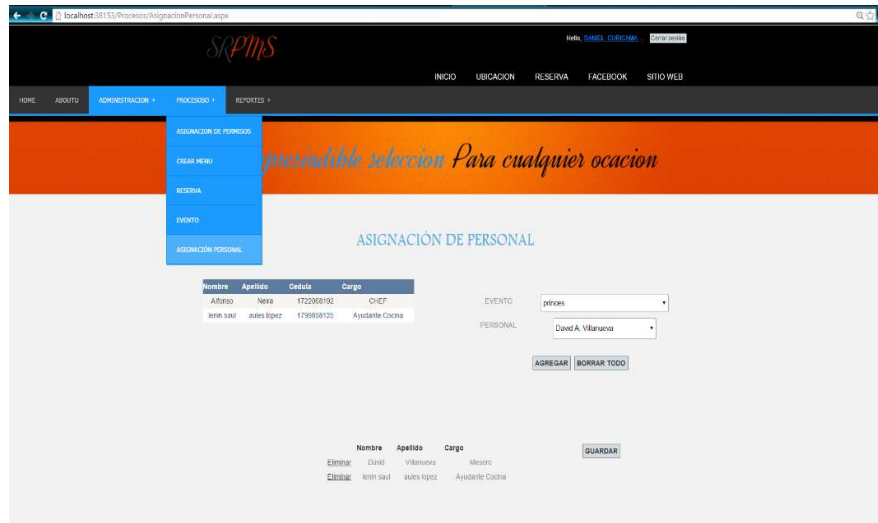 localhost:38153/Procesos/AsignacionPersonal.aspx
SRPMS
Hello, DANIEL_CURICAMA Cerrar sesión
INICIO UBICACION RESERVA FACEBOOK SITIO WEB
HOME ABOUTU ADMINISTRACION PROCESOSO REPORTES
ASIGNACION DE PERMISOS
CREAR MENU
RESERVA
EVENTO
ASIGNACIÓN PERSONAL
seleccion Para cualquier ocacion
ASIGNACIÓN DE PERSONAL
Nombre Apellido Cedula Cargo
Alfonso Neira 1722068192 CHEF
lenin saul aules lopez 1799858125 Ayudante Cocina
EVENTO princes
PERSONAL David A. Villanueva
AGREGAR BORRAR TODO
Nombre Apellido Cargo
Eliminar David Villanueva Mesero
Eliminar lenin saul aules lopez Ayudante Cocina
GUARDAR